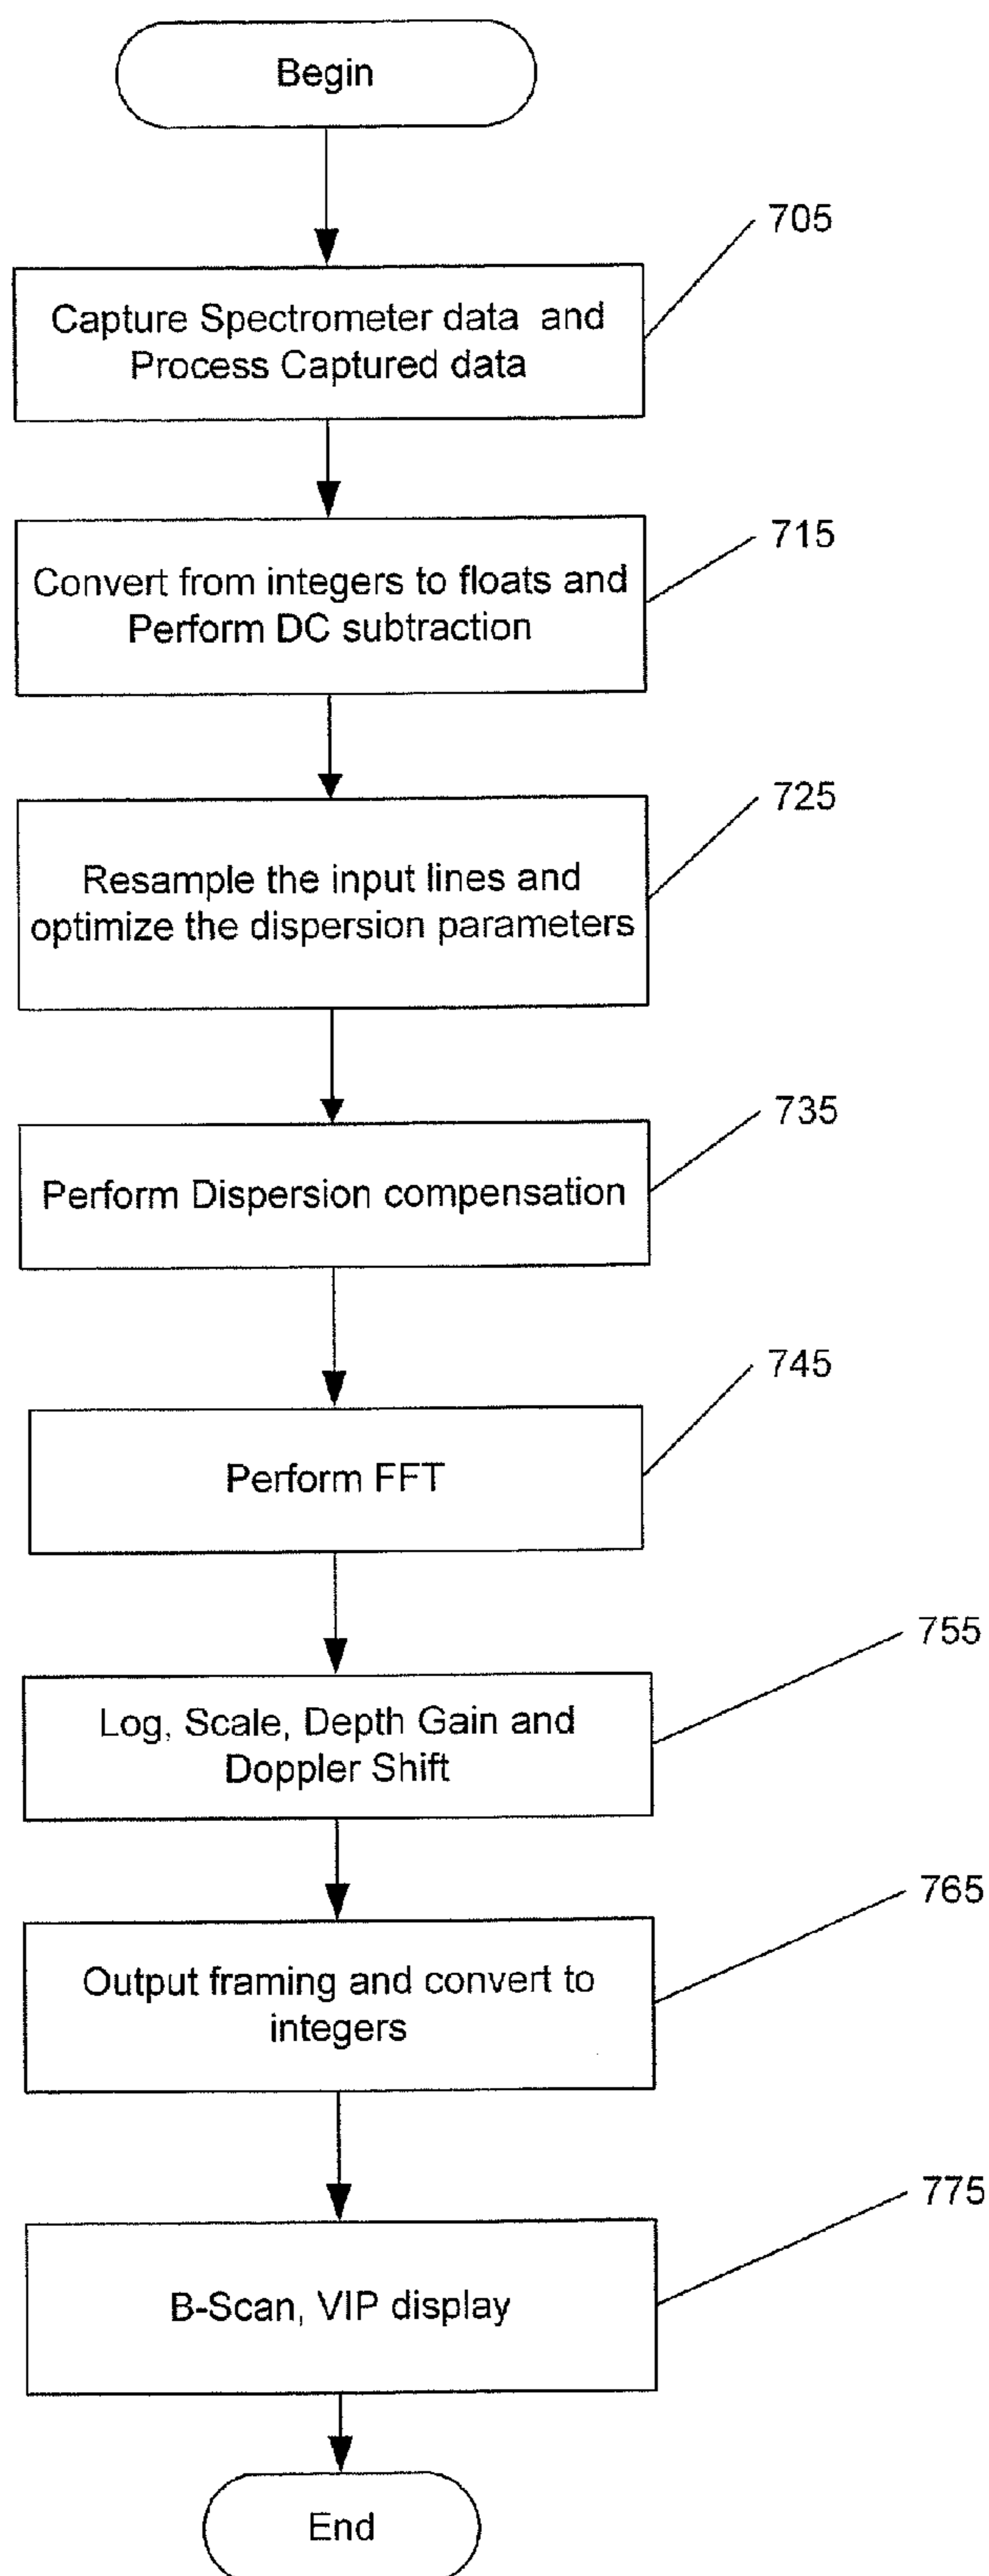 Begin
705
Capture Spectrometer data and
Process Captured data
715
Convert from integers to floats and
Perform DC subtraction
725
Resample the input lines and
optimize the dispersion parameters
735
Perform Dispersion compensation
745
Perform FFT
755
Log, Scale, Depth Gain and
Doppler Shift
765
Output framing and convert to
integers
775
B-Scan, VIP display
End